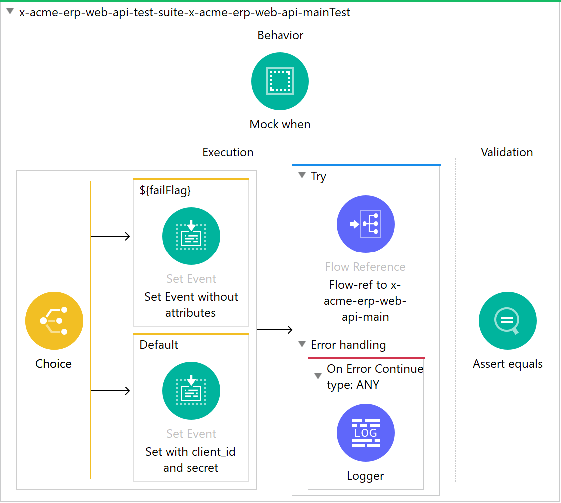 x-acme-erp-web-api-test-suite-x-acme-erp-web-api-mainTest
Behavior
Mock when
Execution
Validation
${failFlag}
Set Event
Set Event without
attributes
Choice
Default
Set Event
Set with client_id
and secret
Try
Flow Reference
Flow-ref to x-
acme-erp-web-
api-main
Error handling
On Error Continue
type: ANY
LOG
Logger
Assert equals